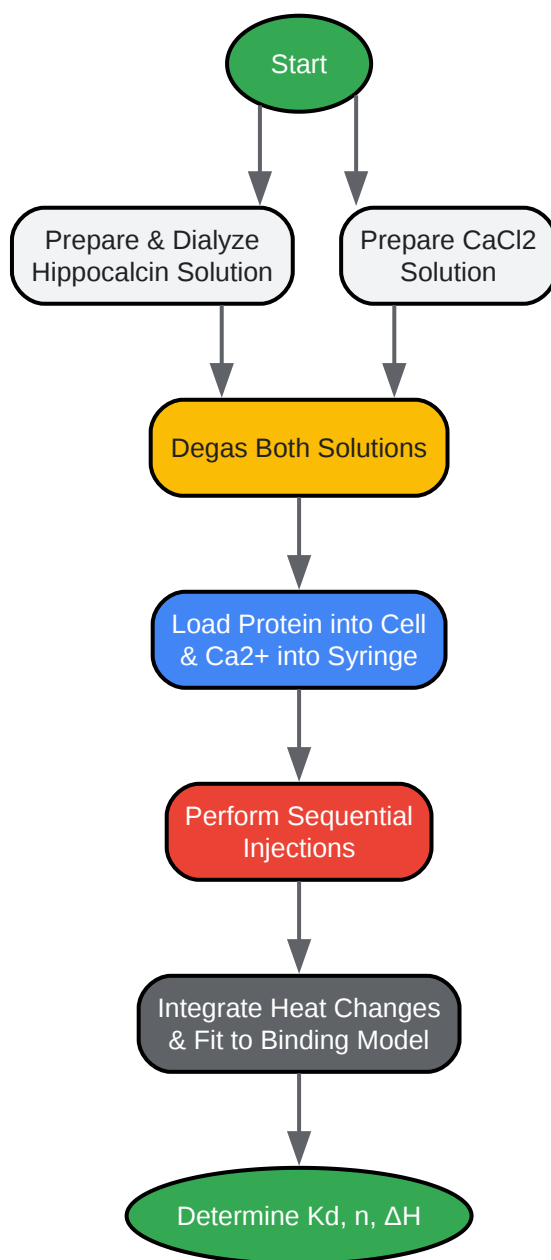 Start
Prepare & Dialyze
Hippocalcin Solution
Prepare CaCl2
Solution
Degas Both Solutions
Load Protein into Cell
& Ca2+ into Syringe
Perform Sequential
Injections
Integrate Heat Changes
& Fit to Binding Model
Determine Kd, n, ΔH